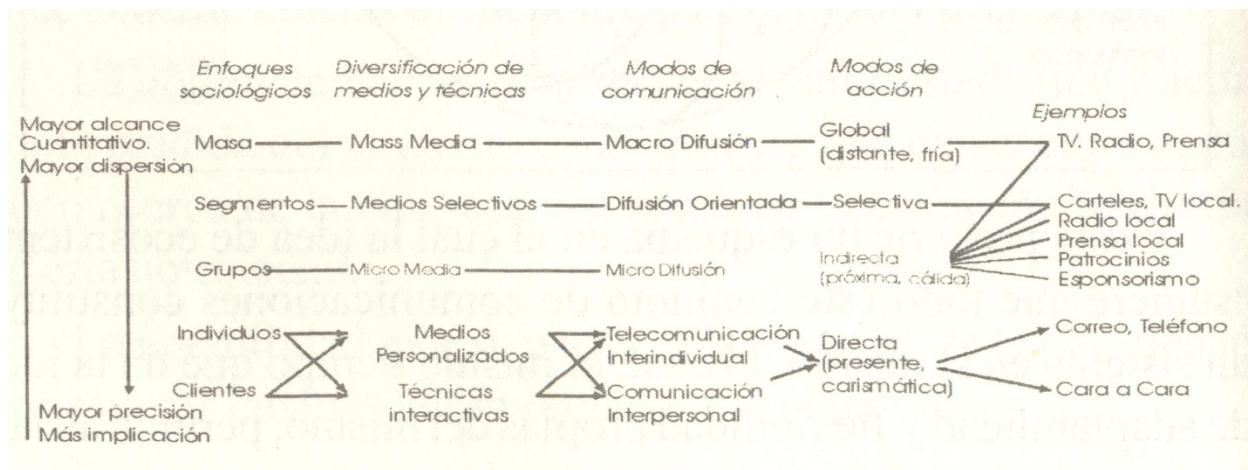 Enfoques sociológicos
Diversificación de medios y técnicas
Modos de comunicación
Modos de acción
Ejemplos
Mayor alcance
Cuantitativo.
Mayor dispersión
Masa
Mass Media
Macro Difusión
Global
(distante, fría)
TV. Radio, Prensa
Segmentos
Medios Selectivos
Difusión Orientada
Selectiva
Carteles, TV local.
Radio local
Prensa local
Patrocinios
Esponsorismo
Grupos
Micro Media
Micro Difusión
Indirecta
(próxima, cálida)
Individuos
Medios
Personalizados
Telecomunicación
Interindividual
Directa
(presente,
carismática)
Correo, Teléfono
Clientes
Técnicas
interactivas
Comunicación
Interpersonal
Cara a Cara
Mayor precisión
Más implicación